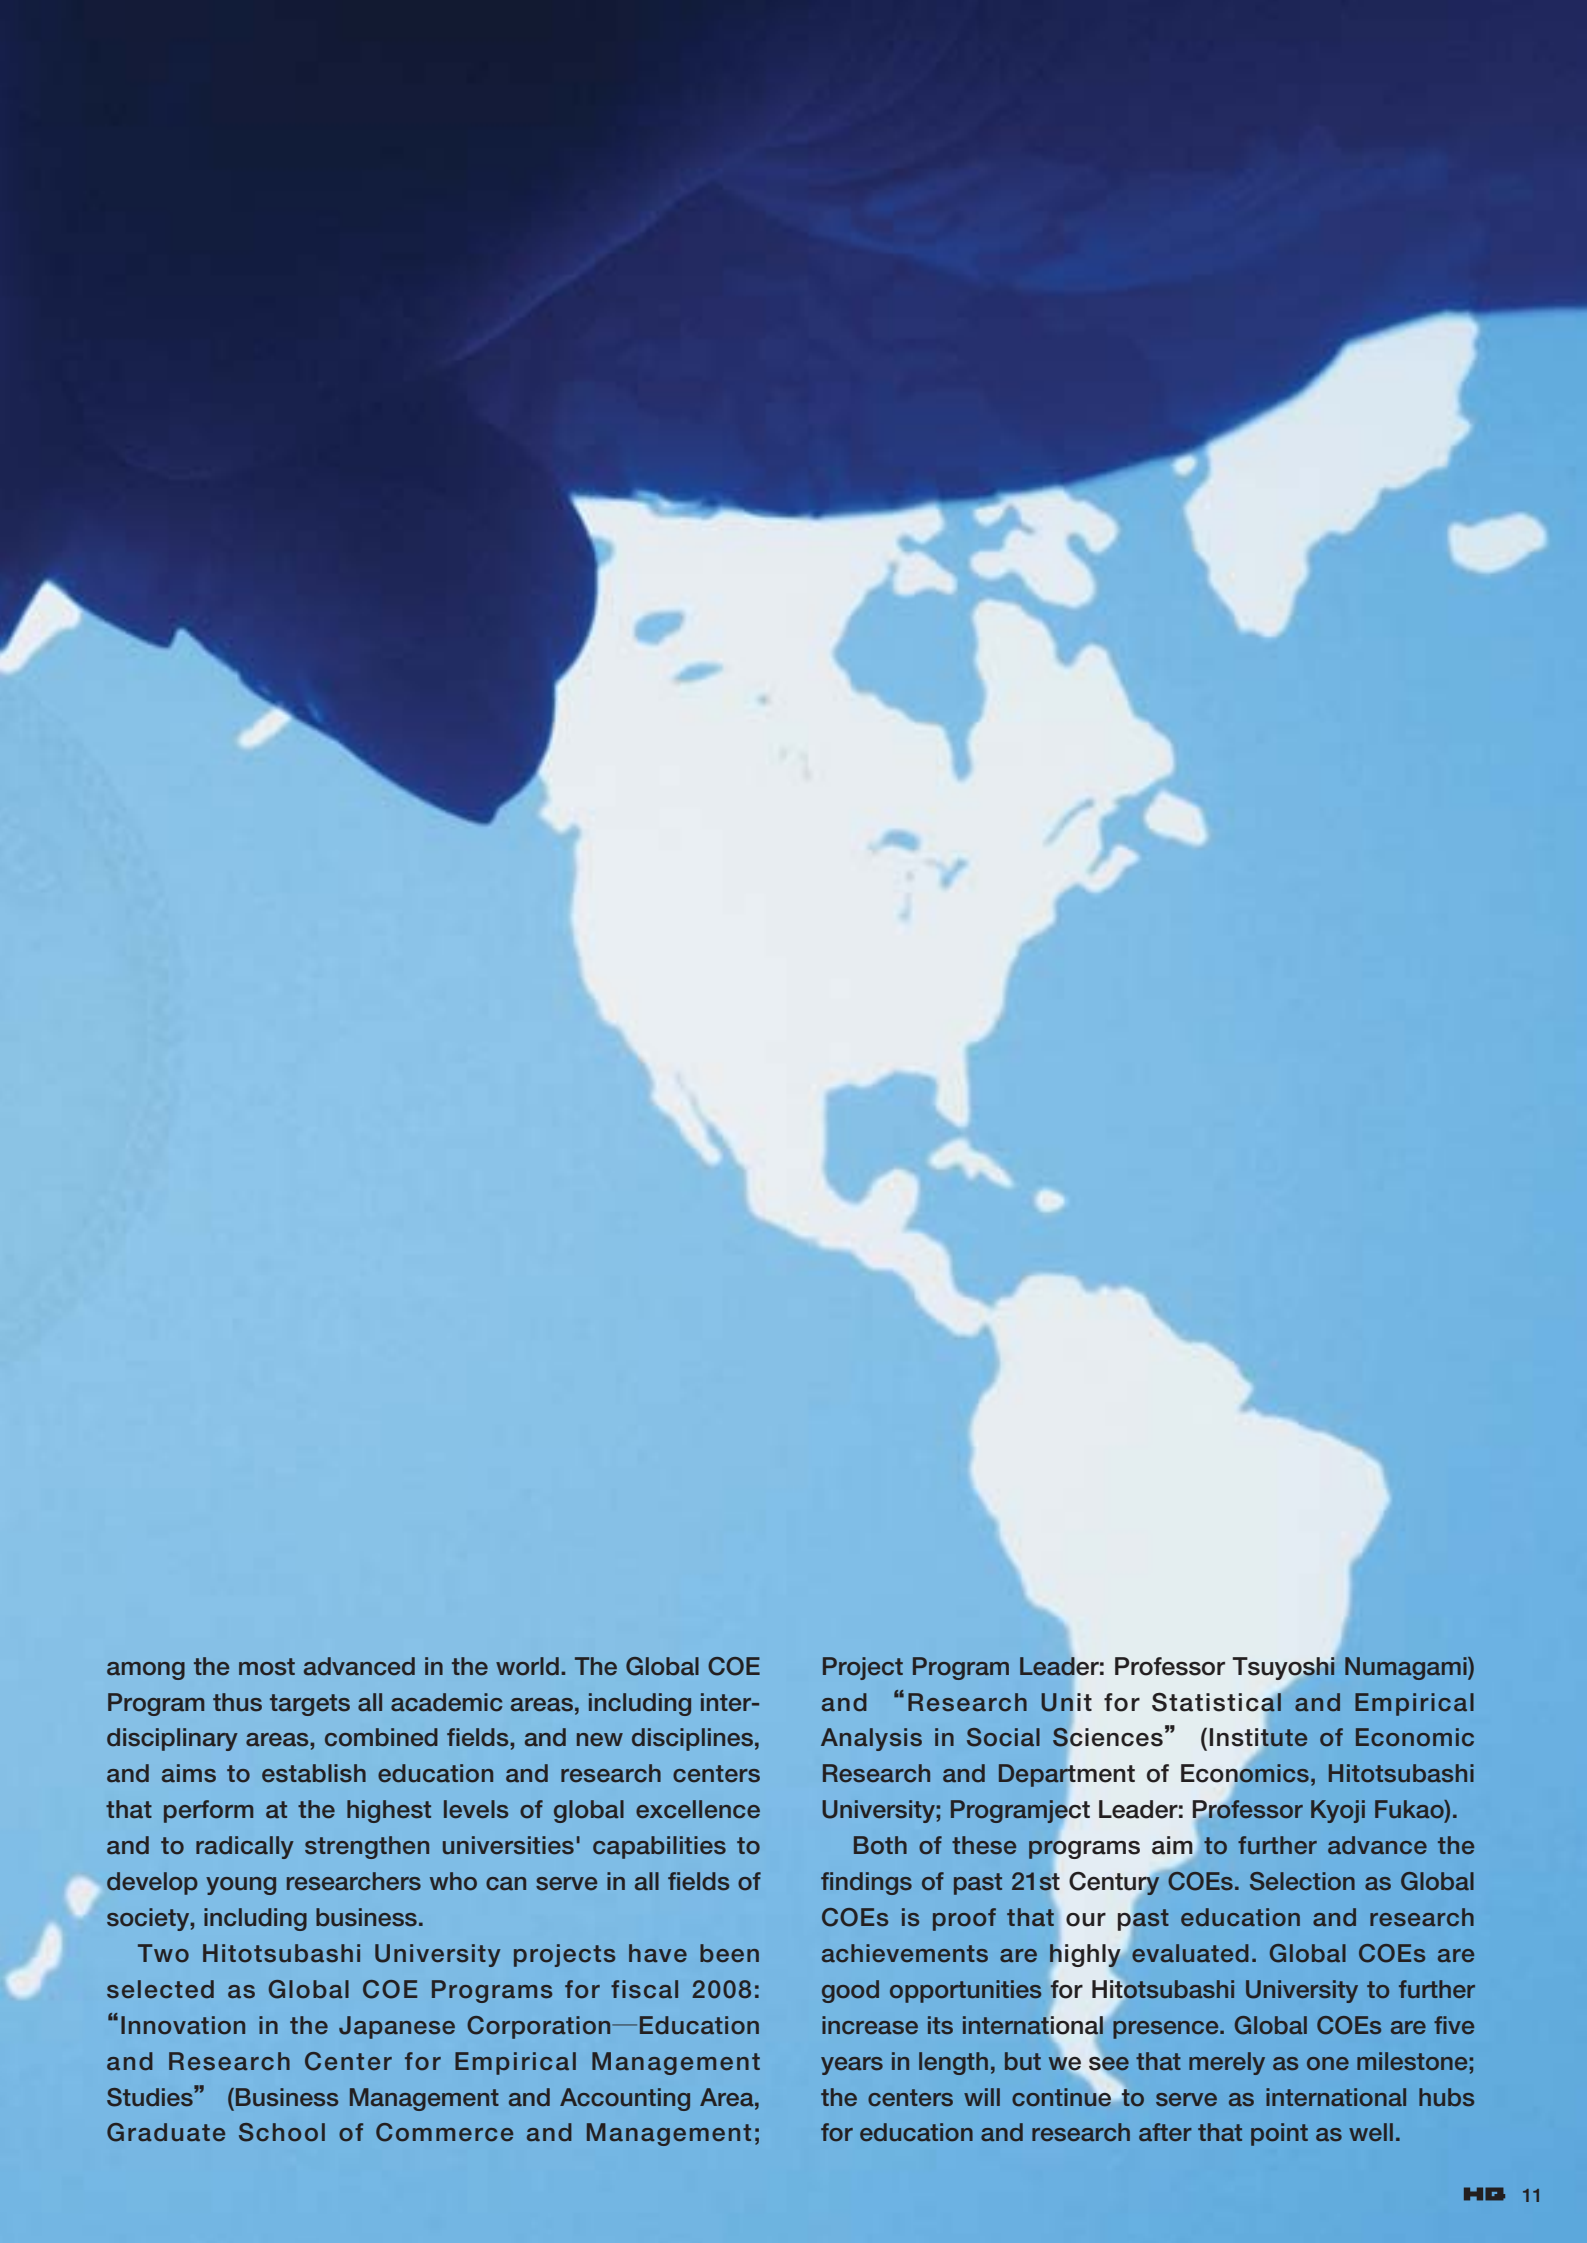 among the most advanced in the world. The Global COE
Program thus targets all academic areas, including inter-
disciplinary areas, combined fields, and new disciplines,
and aims to establish education and research centers
that perform at the highest levels of global excellence
and to radically strengthen universities' capabilities to
develop young researchers who can serve in all fields of
society, including business.
Two Hitotsubashi University projects have been
selected as Global COE Programs for fiscal 2008:
“Innovation in the Japanese Corporation—Education
and Research Center for Empirical Management
Studies” (Business Management and Accounting Area,
Graduate School of Commerce and Management;
Project Program Leader: Professor Tsuyoshi Numagami)
and “Research Unit for Statistical and Empirical
Analysis in Social Sciences” (Institute of Economic
Research and Department of Economics, Hitotsubashi
University; Programject Leader: Professor Kyoji Fukao).
Both of these programs aim to further advance the
findings of past 21st Century COEs. Selection as Global
COEs is proof that our past education and research
achievements are highly evaluated. Global COEs are
good opportunities for Hitotsubashi University to further
increase its international presence. Global COEs are five
years in length, but we see that merely as one milestone;
the centers will continue to serve as international hubs
for education and research after that point as well.
HQ 11